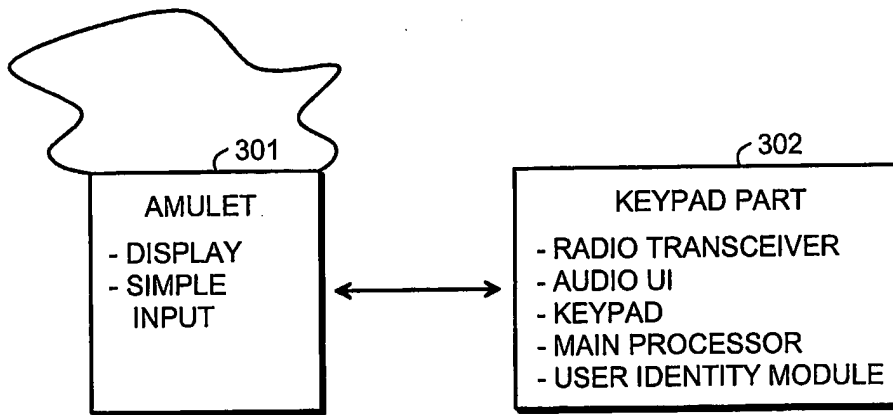 301
AMULET
- DISPLAY
- SIMPLE
INPUT
302
KEYPAD PART
- RADIO TRANSCEIVER
- AUDIO UI
- KEYPAD
- MAIN PROCESSOR
- USER IDENTITY MODULE